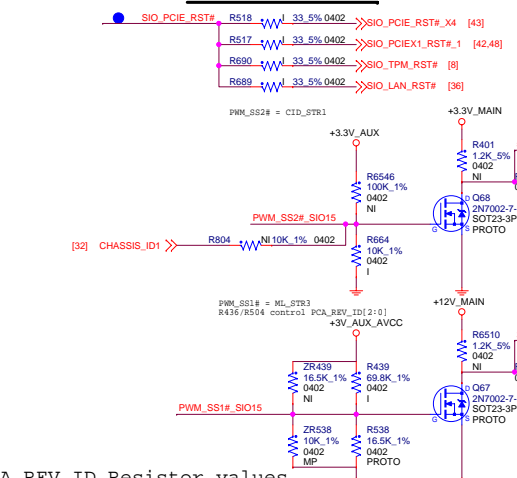 SIO_PCIE_RST# R518 I 33_5% 0402 SIO_PCIE_RST#_X4 [43]
R517 I 33_5% 0402 SIO_PCIEX1_RST#_1 [42,48]
R690 I 33_5% 0402 SIO_TPM_RST# [8]
R689 I 33_5% 0402 SIO_LAN_RST# [36]
PWM_SS2# = CID_STR1
+3.3V_AUX
R6546
100K_1%
0402
NI
PWM_SS2#_SIO15
[32] CHASSIS_ID1 R804 NI 10K_1% 0402
R664
10K_1%
0402
I
+3.3V_MAIN
R401
1.2K_5%
0402
NI
D Q68
2N7002-7-
SOT23-3P
PROTO
G S
PWM_SS1# = ML_STR3
R436/R504 control PCA_REV_ID[2:0]
+3V_AUX_AVCC
ZR439
16.5K_1%
0402
NI
R439
69.8K_1%
0402
I
PWM_SS1#_SIO15
ZR538
10K_1%
0402
MP
R538
16.5K_1%
0402
PROTO
+12V_MAIN
R6510
1.2K_5%
0402
NI
D Q67
2N7002-7-
SOT23-3P
PROTO
G S
A REV ID Resistor values